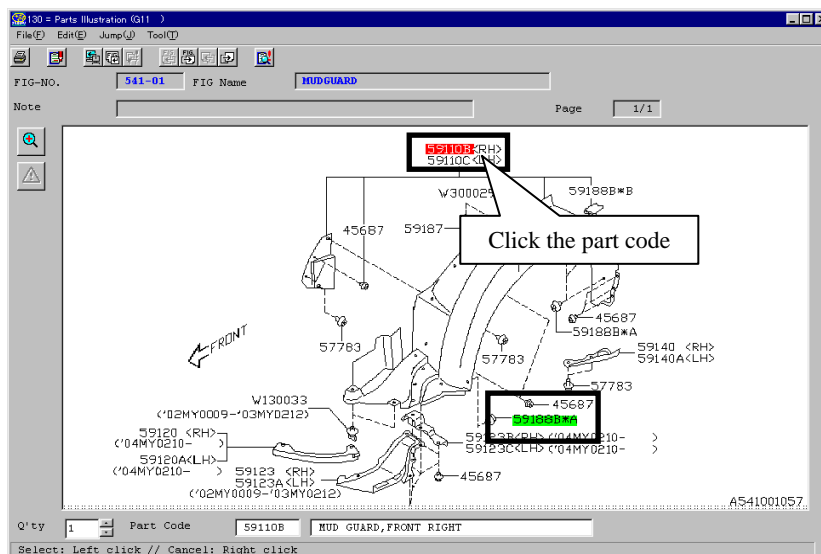 130 = Parts Illustration (G11 )
File(F) Edit(E) Jump(J) Tool(T)
FIG-NO. 541-01 FIG Name MUDGUARD
Note Page 1/1
59110B<RH>
59110C<LH>
W300029
59188B*B
45687
59187
Click the part code
45687
59188B*A
FRONT
57783
57783
59140 <RH>
59140A<LH>
57783
W130033
('02MY0009-'03MY0212)
45687
59188B*A
59120 <RH>
('04MY0210- )
59123B<RH>('04MY0210- )
59123C<LH>('04MY0210- )
59120A<LH>
('04MY0210- )
59123 <RH>
59123A<LH>
('02MY0009-'03MY0212)
45687
A541001057
Q'ty 1 Part Code 59110B MUD GUARD,FRONT RIGHT
Select: Left click // Cancel: Right click